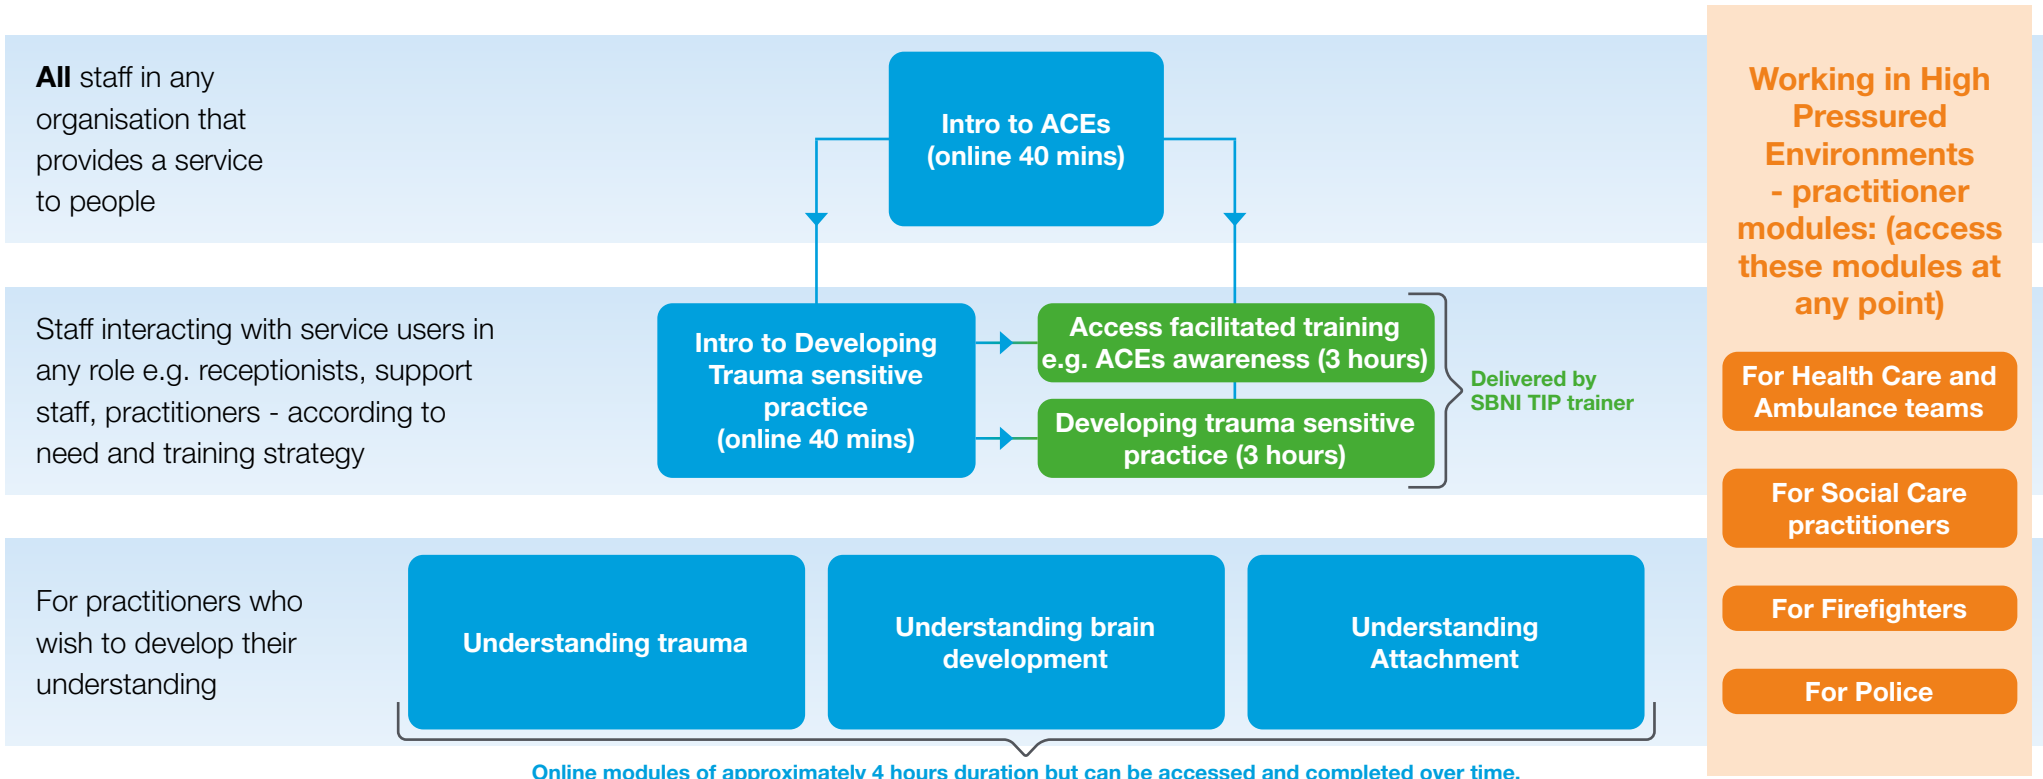 All staff in any
organisation that
provides a service
to people
Intro to ACEs
(online 40 mins)
Staff interacting with service users in
any role e.g. receptionists, support
staff, practitioners - according to
need and training strategy
Intro to Developing
Trauma sensitive
practice
(online 40 mins)
Access facilitated training
e.g. ACEs awareness (3 hours)
Developing trauma sensitive
practice (3 hours)
Delivered by
SBNI TIP trainer
For practitioners who
wish to develop their
understanding
Understanding trauma
Understanding brain
development
Understanding
Attachment
Online modules of approximately 4 hours duration but can be accessed and completed over time.
Working in High
Pressured
Environments
- practitioner
modules: (access
these modules at
any point)
For Health Care and
Ambulance teams
For Social Care
practitioners
For Firefighters
For Police